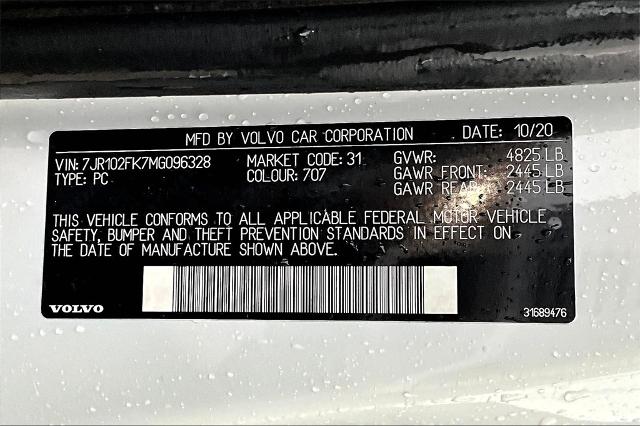 MFD BY VOLVO CAR CORPORATION DATE: 10/20
VIN: 7JR102FK7MG096328 MARKET CODE: 31 GVWR: 4825 LB
TYPE: PC COLOUR: 707 GAWR FRONT: 2445 LB
GAWR REAR: 2445 LB
THIS VEHICLE CONFORMS TO ALL APPLICABLE FEDERAL MOTOR VEHICLE
SAFETY, BUMPER AND THEFT PREVENTION STANDARDS IN EFFECT ON
THE DATE OF MANUFACTURE SHOWN ABOVE.
VOLVO 31689476